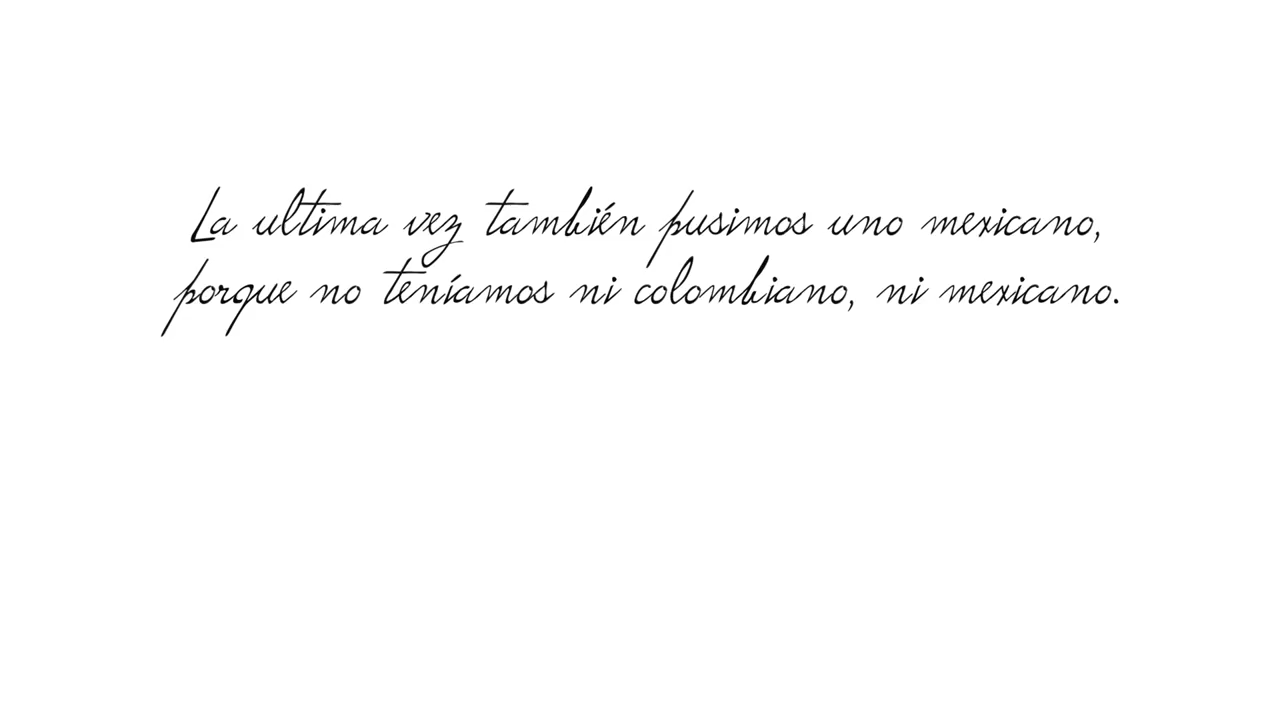 La ultima vez también pusimos uno mexicano,
porque no teníamos ni colombiano, ni mexicano.